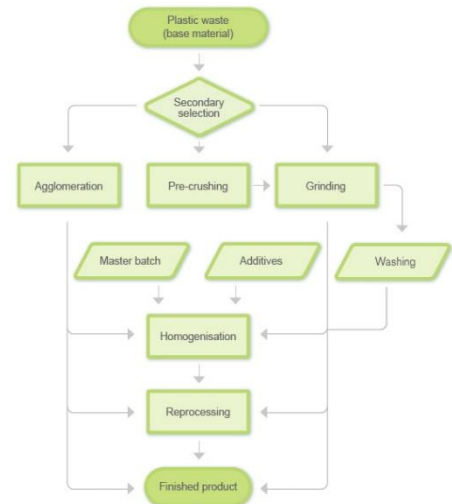 Plastic waste
(base material)
Secondary
selection
Agglomeration
Pre-crushing
Grinding
Master batch
Additives
Washing
Homogenisation
Reprocessing
Finished product